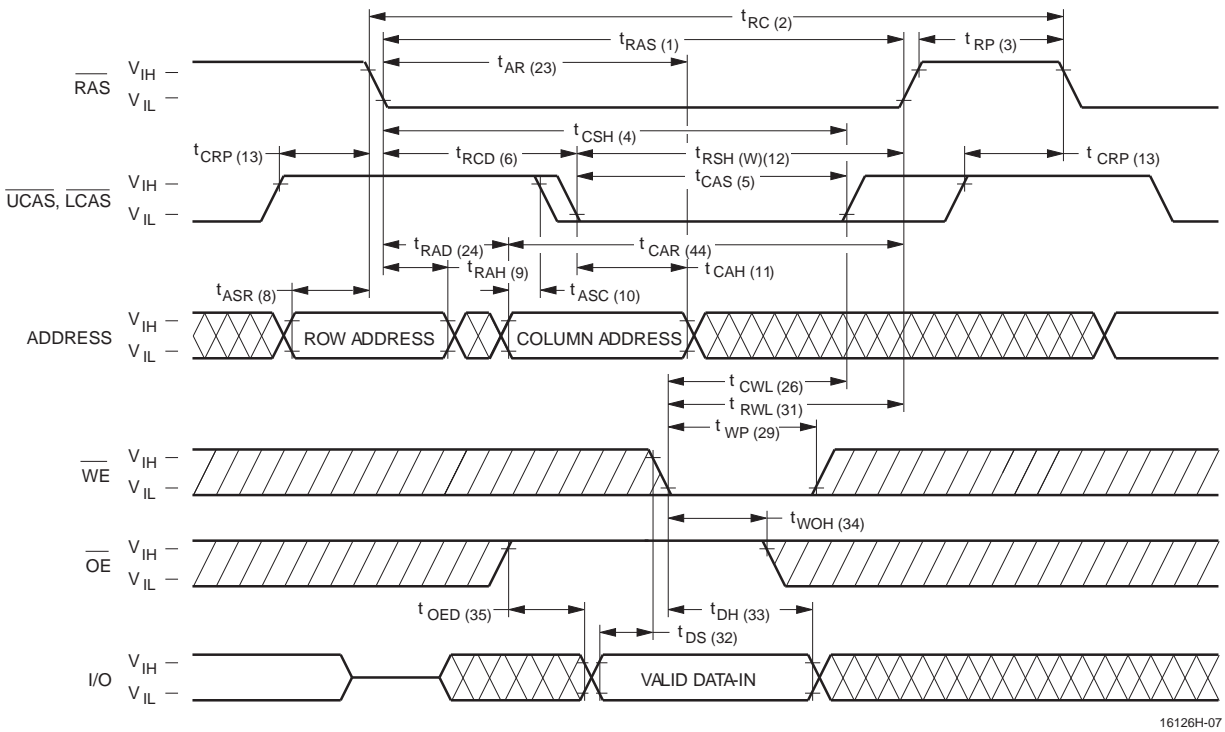 tRC (2)
tRAS (1)
tRP (3)
tAR (23)
RAS
VIH –
VIL –
tCSH (4)
tCRP (13)
tRCD (6)
tRSH (W)(12)
tCRP (13)
tCAS (5)
UCAS, LCAS
VIH –
VIL –
tRAD (24)
tCAR (44)
tRAH (9)
tCAH (11)
tASR (8)
tASC (10)
ADDRESS
VIH –
VIL –
ROW ADDRESS
COLUMN ADDRESS
tCWL (26)
tRWL (31)
tWP (29)
WE
VIH –
VIL –
tWOH (34)
OE
VIH –
VIL –
tOED (35)
tDH (33)
tDS (32)
I/O
VIH –
VIL –
VALID DATA-IN
16126H-07